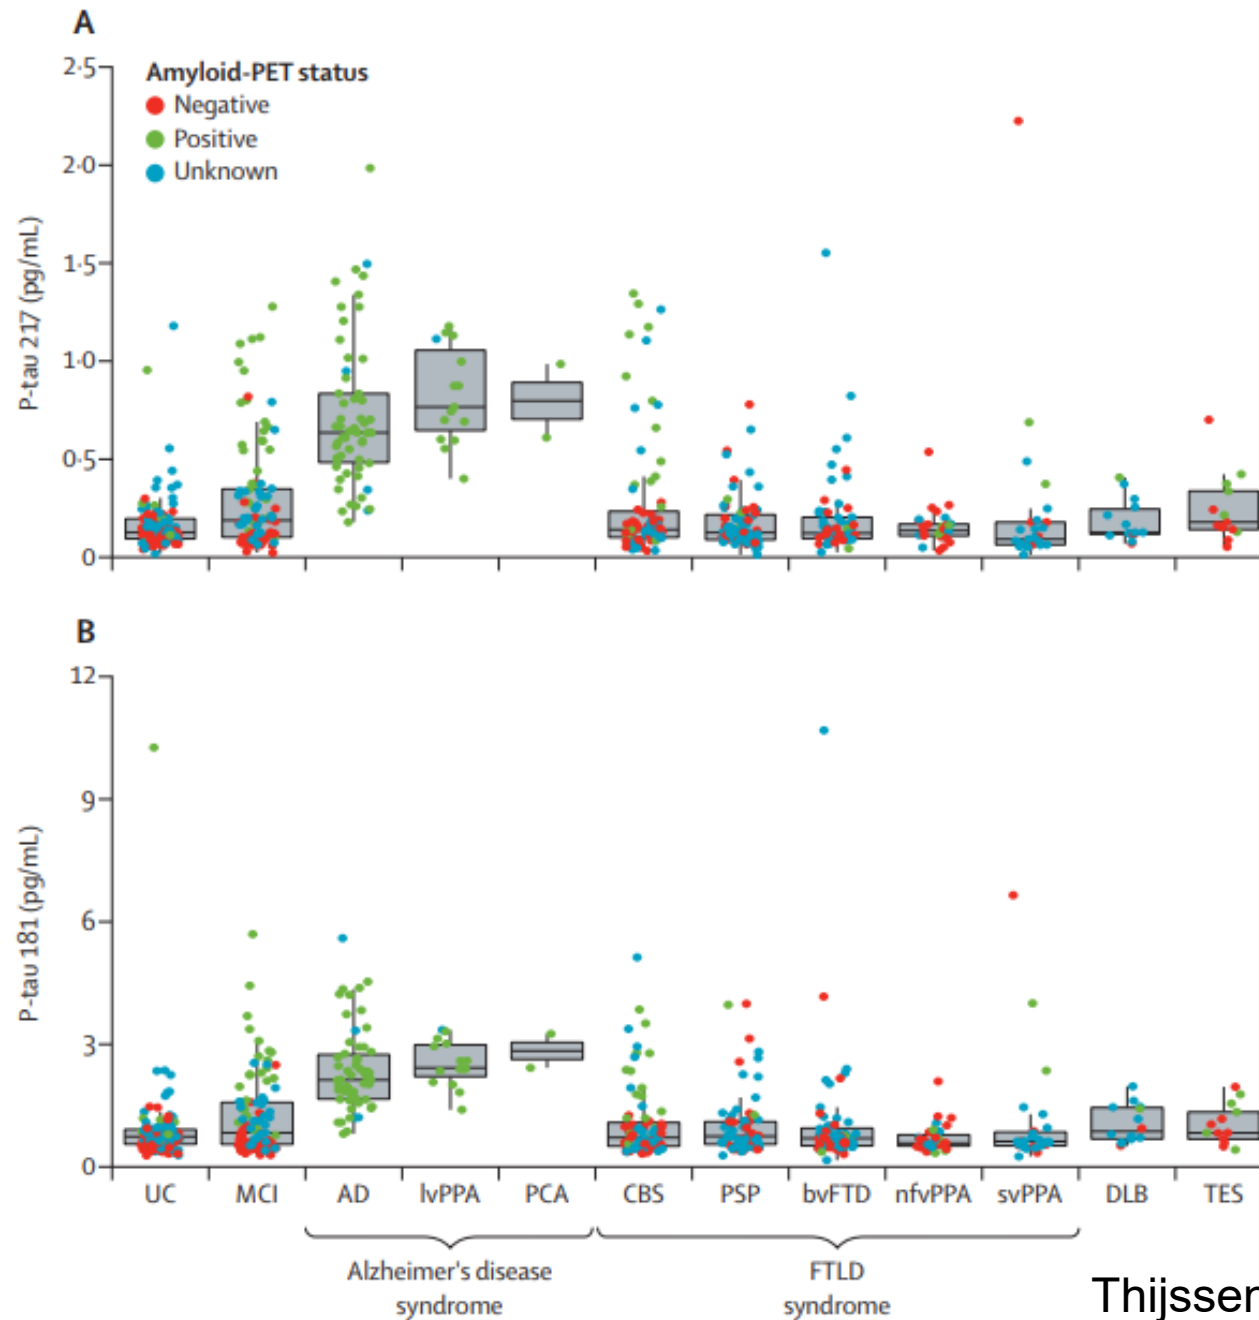 A
2·5
Amyloid-PET status
Negative
Positive
Unknown
2·0
1·5
1·0
0·5
0
P-tau 217 (pg/mL)
B
12
9
6
3
0
P-tau 181 (pg/mL)
UC MCI AD lvPPA PCA CBS PSP bvFTD nfvPPA svPPA DLB TES
Alzheimer's disease
syndrome
FTLD
syndrome